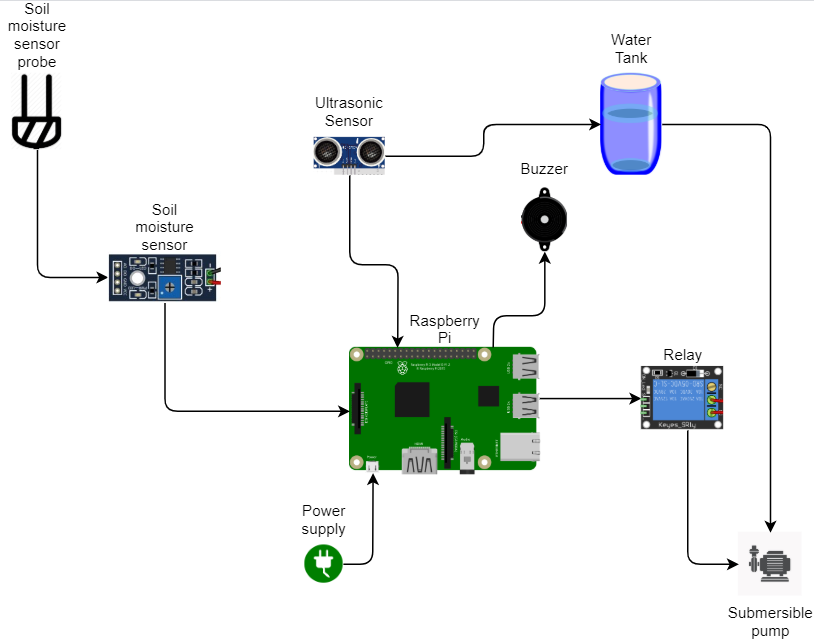 Soil
moisture
sensor
probe
Water
Tank
Ultrasonic
Sensor
Buzzer
Soil
moisture
sensor
Raspberry
Pi
Relay
Keyes_SR1y
Power
supply
Submersible
pump